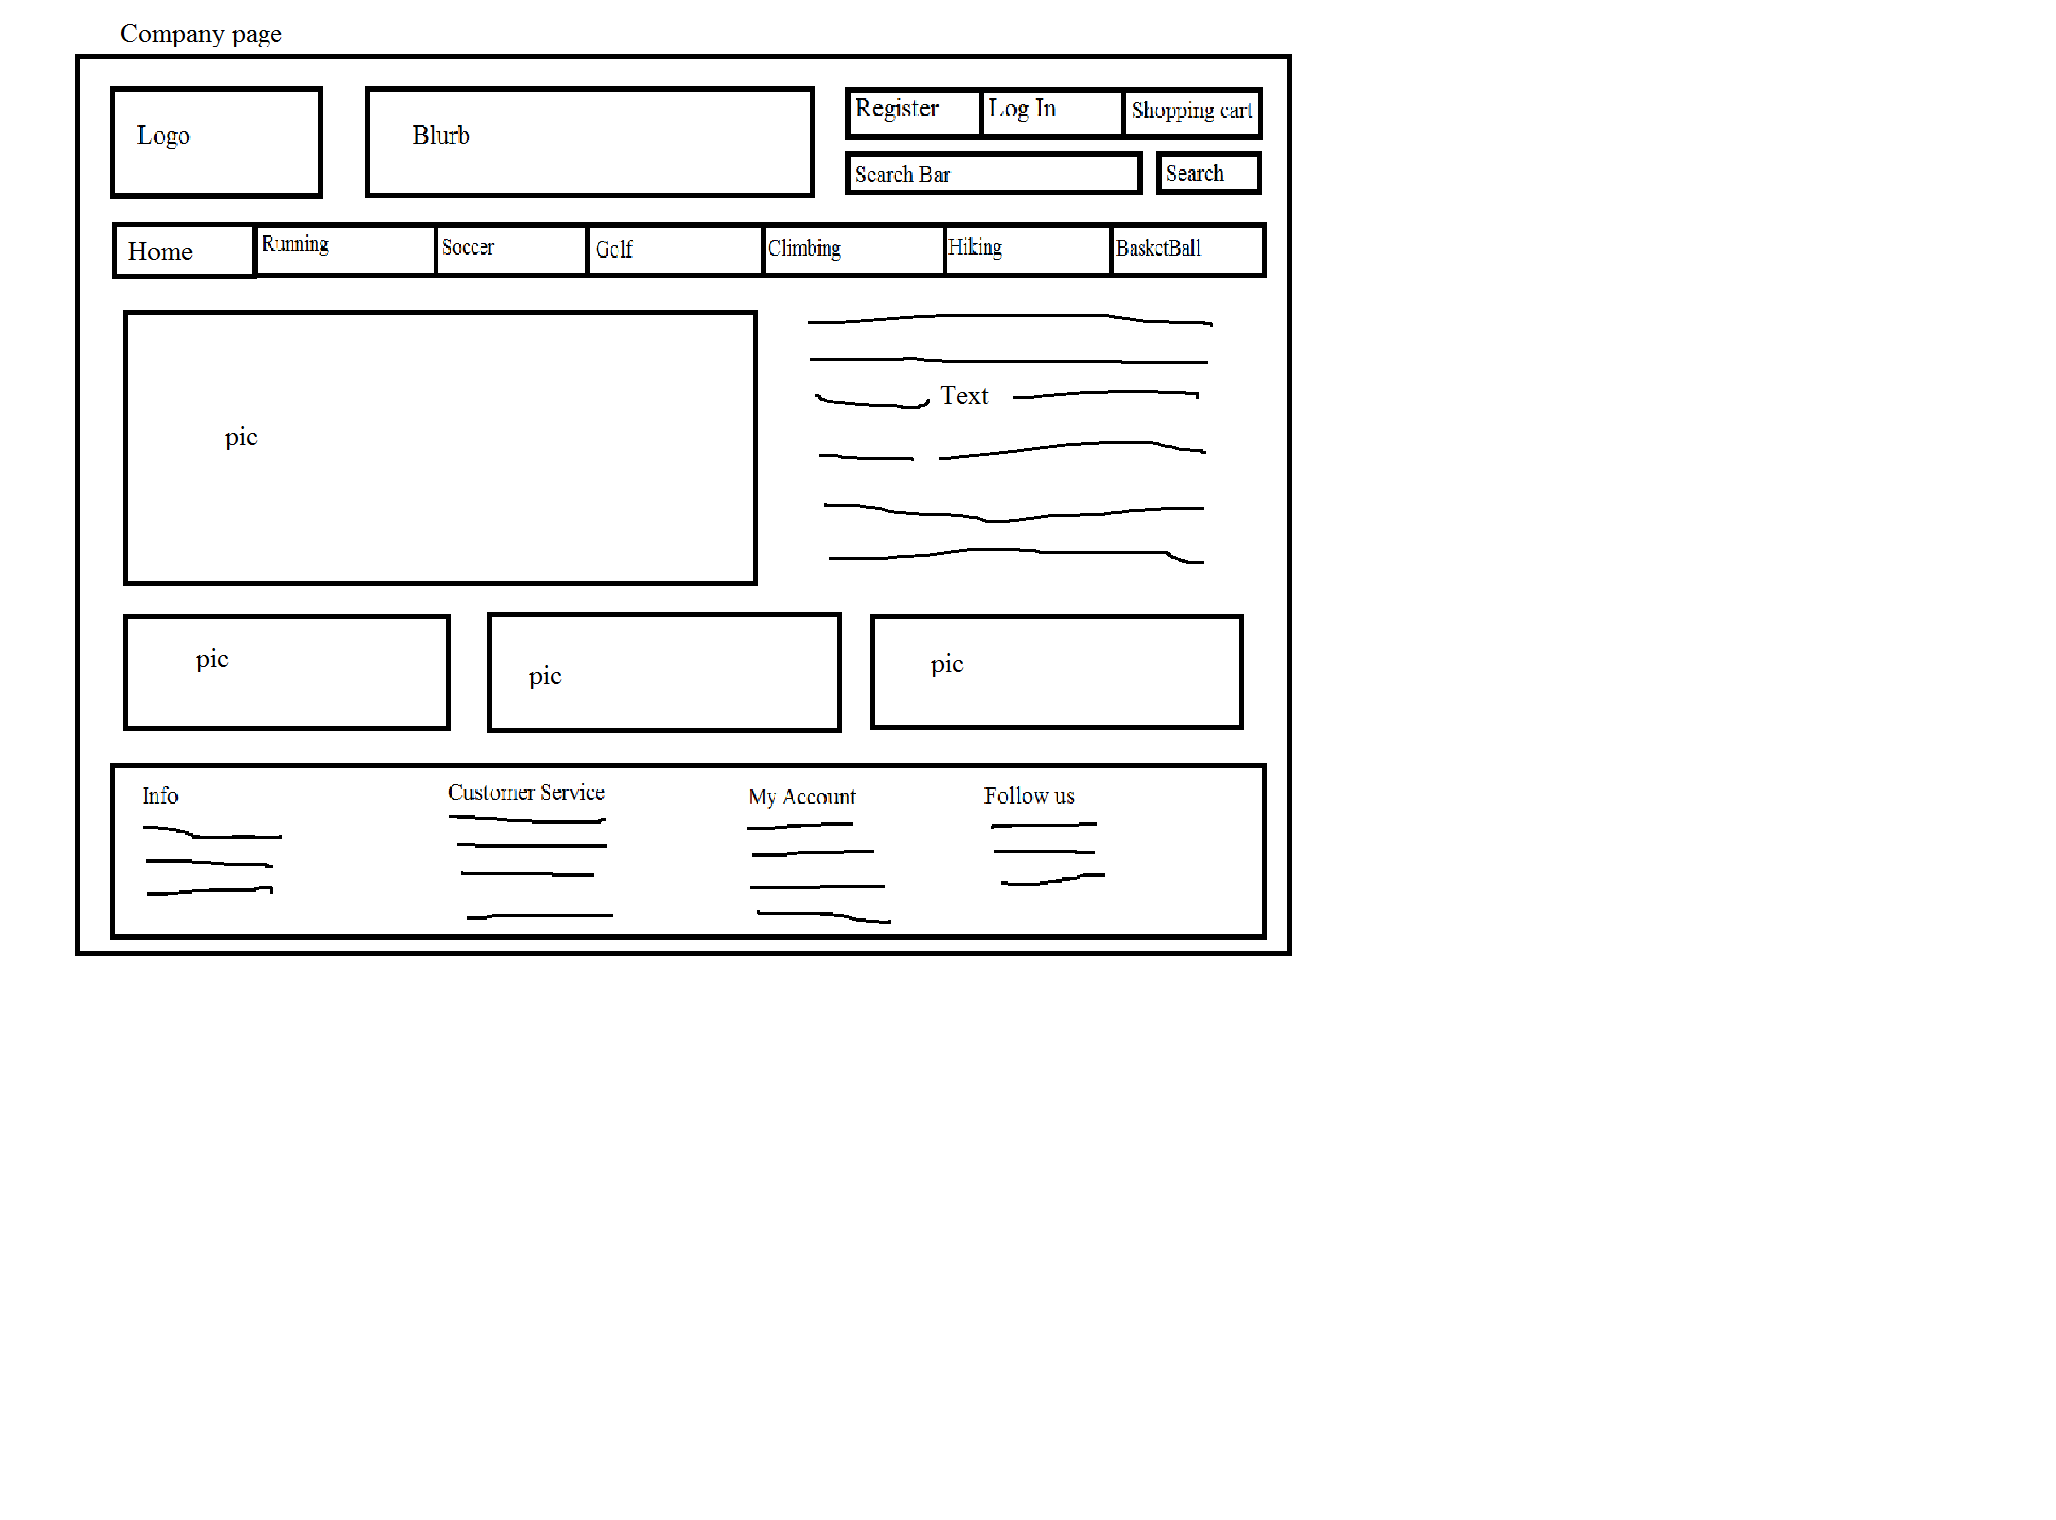 Company page
Logo
Blurb
Register Log In Shopping cart
Search Bar Search
Home Running Soccer Golf Climbing Hiking BasketBall
Text
pic
pic
pic
pic
Info Customer Service My Account Follow us